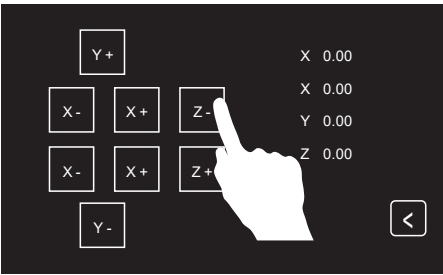 Y +
X 0.00
X 0.00
X - X + Z -
Y 0.00
Z 0.00
X - X + Z +
Y -
<